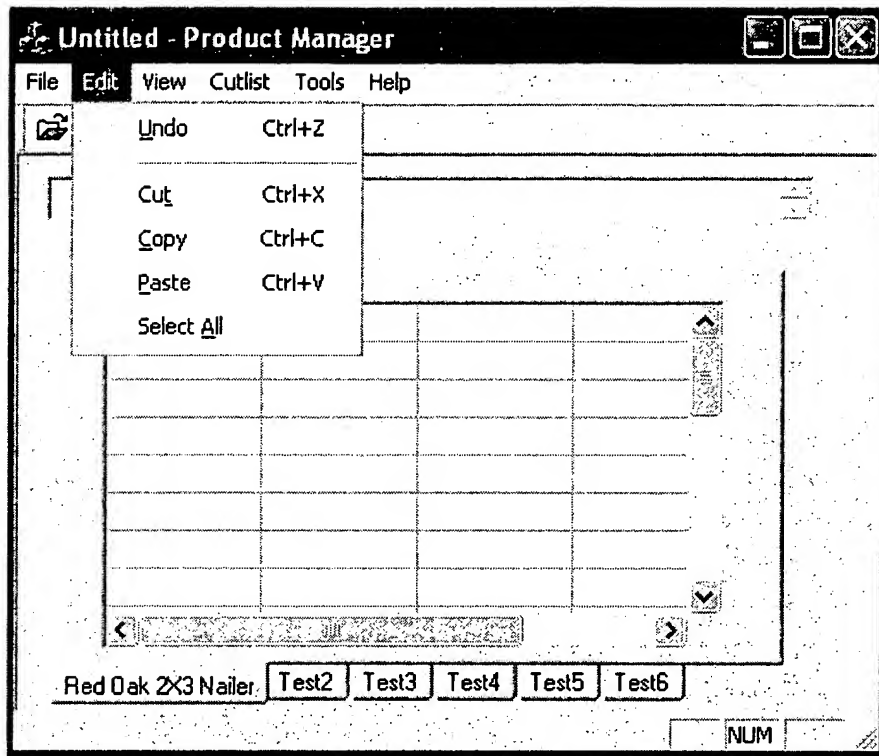 Untitled - Product Manager
File Edit View Cutlist Tools Help
Undo Ctrl+Z
Cut Ctrl+X
Copy Ctrl+C
Paste Ctrl+V
Select All
Red Oak 2X3 Nailer Test2 Test3 Test4 Test5 Test6
NUM